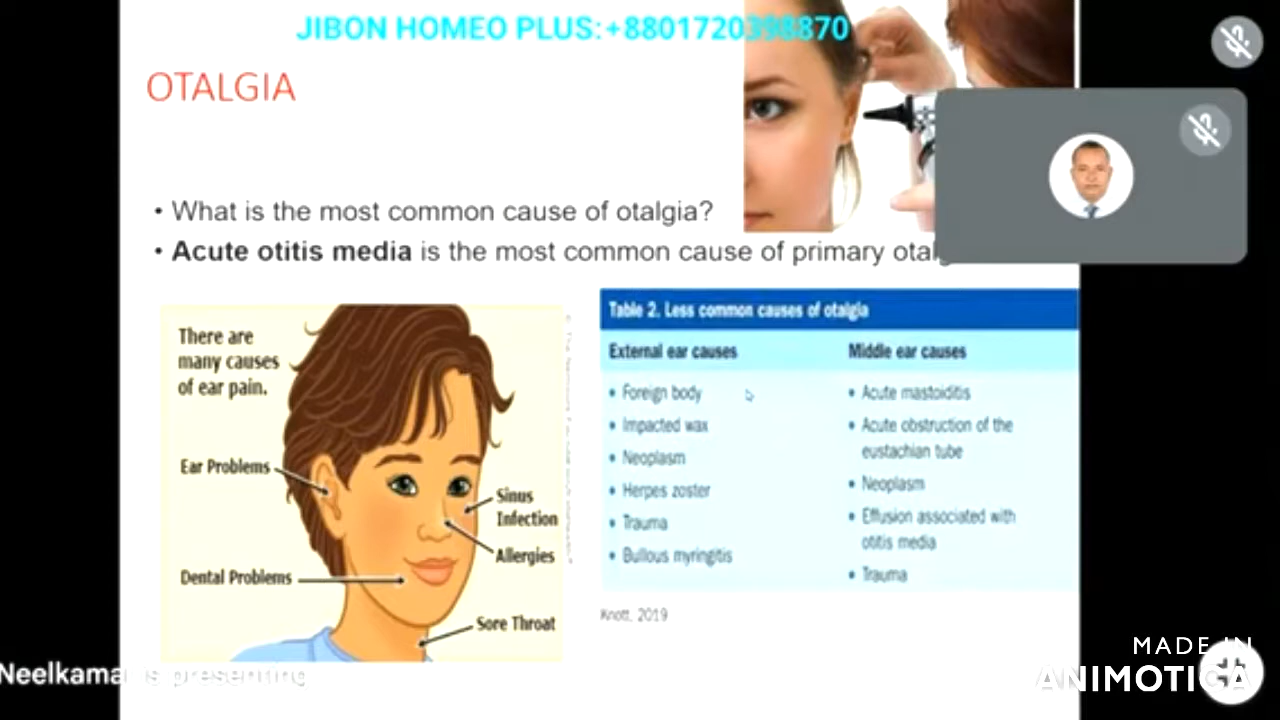 JIBON HOMEO PLUS:+8801720398870
OTALGIA
• What is the most common cause of otalgia?
• Acute otitis media is the most common cause of primary
There are
many causes
of ear pain.
Ear Problems
Sinus
Infection
Allergies
Dental Problems
Sore Throat
Table 2. Less common causes of otalgia
External ear causes
• Foreign body
• Impacted wax
• Neoplasm
• Herpes zoster
• Trauma
• Bullous myringitis
Middle ear causes
• Acute mastoiditis
• Acute obstruction of the
eustachian tube
• Neoplasm
• Effusion associated with
otitis media
• Trauma
Knott, 2019
is presenting
MADE IN
ANIMOTICA